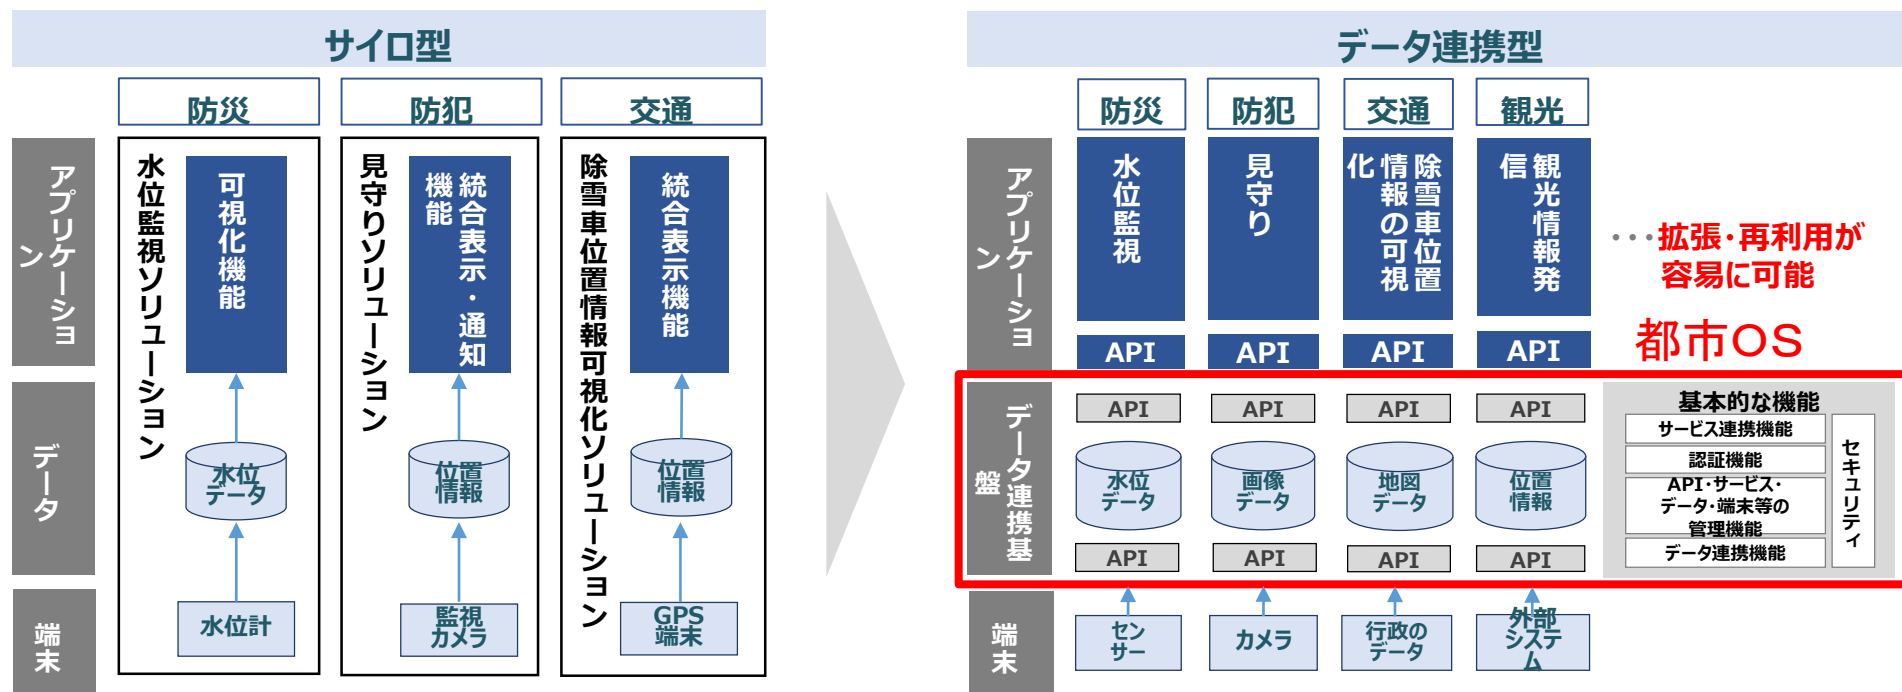 サイロ型
防災
防犯
交通
アプリケーショ
ン
データ
端末
水位監視ソリューション
可視化機能
水位
データ
水位計
見守りソリューション
統合表示・通知
機能
位置
情報
監視
カメラ
除雪車位置情報可視化ソリューション
統合表示機能
位置
情報
GPS
端末
データ連携型
防災
防犯
交通
観光
アプリケーショ
ン
水位監視
見守り
除雪車位置
情報の可視
化
観光情報発
信
API
API
API
API
・・・拡張・再利用が
容易に可能
都市OS
データ連携基
盤
API
API
API
API
水位
データ
画像
データ
地図
データ
位置
情報
API
API
API
API
基本的な機能
サービス連携機能
認証機能
API・サービス・
データ・端末等の
管理機能
データ連携機能
セキュリティ
端末
セン
サー
カメラ
行政の
データ
外部
システ
ム